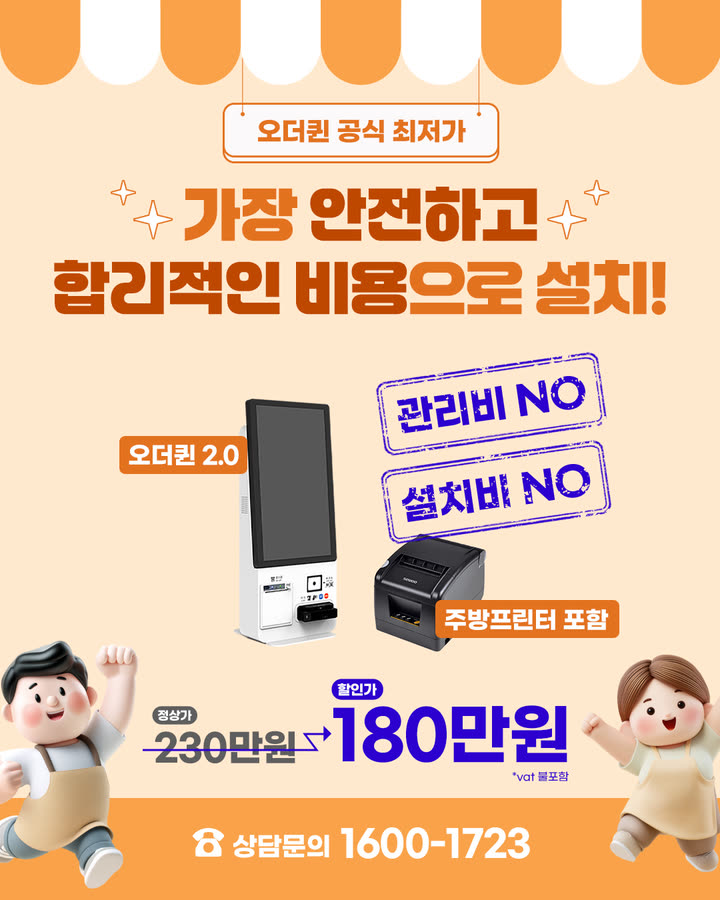 오더퀸 공식 최저가
가장 안전하고
합리적인 비용으로 설치!
관리비 NO
오더퀸 2.0
설치비 NO
주방프린터 포함
정상가
230만원
할인가
180만원
*vat 불포함
상담문의 1600-1723